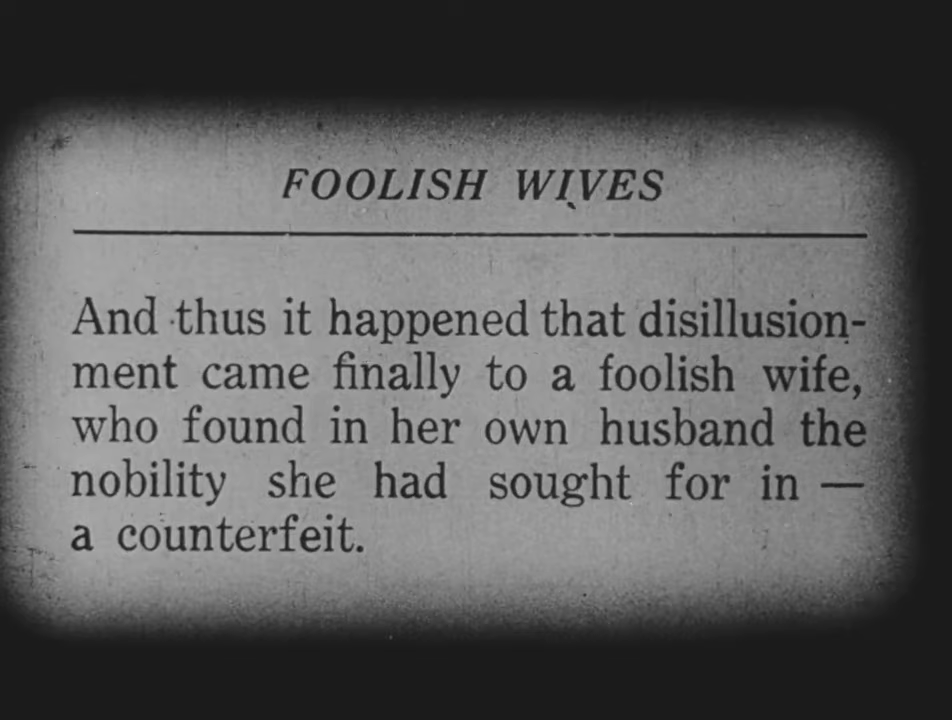 FOOLISH WIVES
And thus it happened that disillusion-
ment came finally to a foolish wife,
who found in her own husband the
nobility she had sought for in —
a counterfeit.